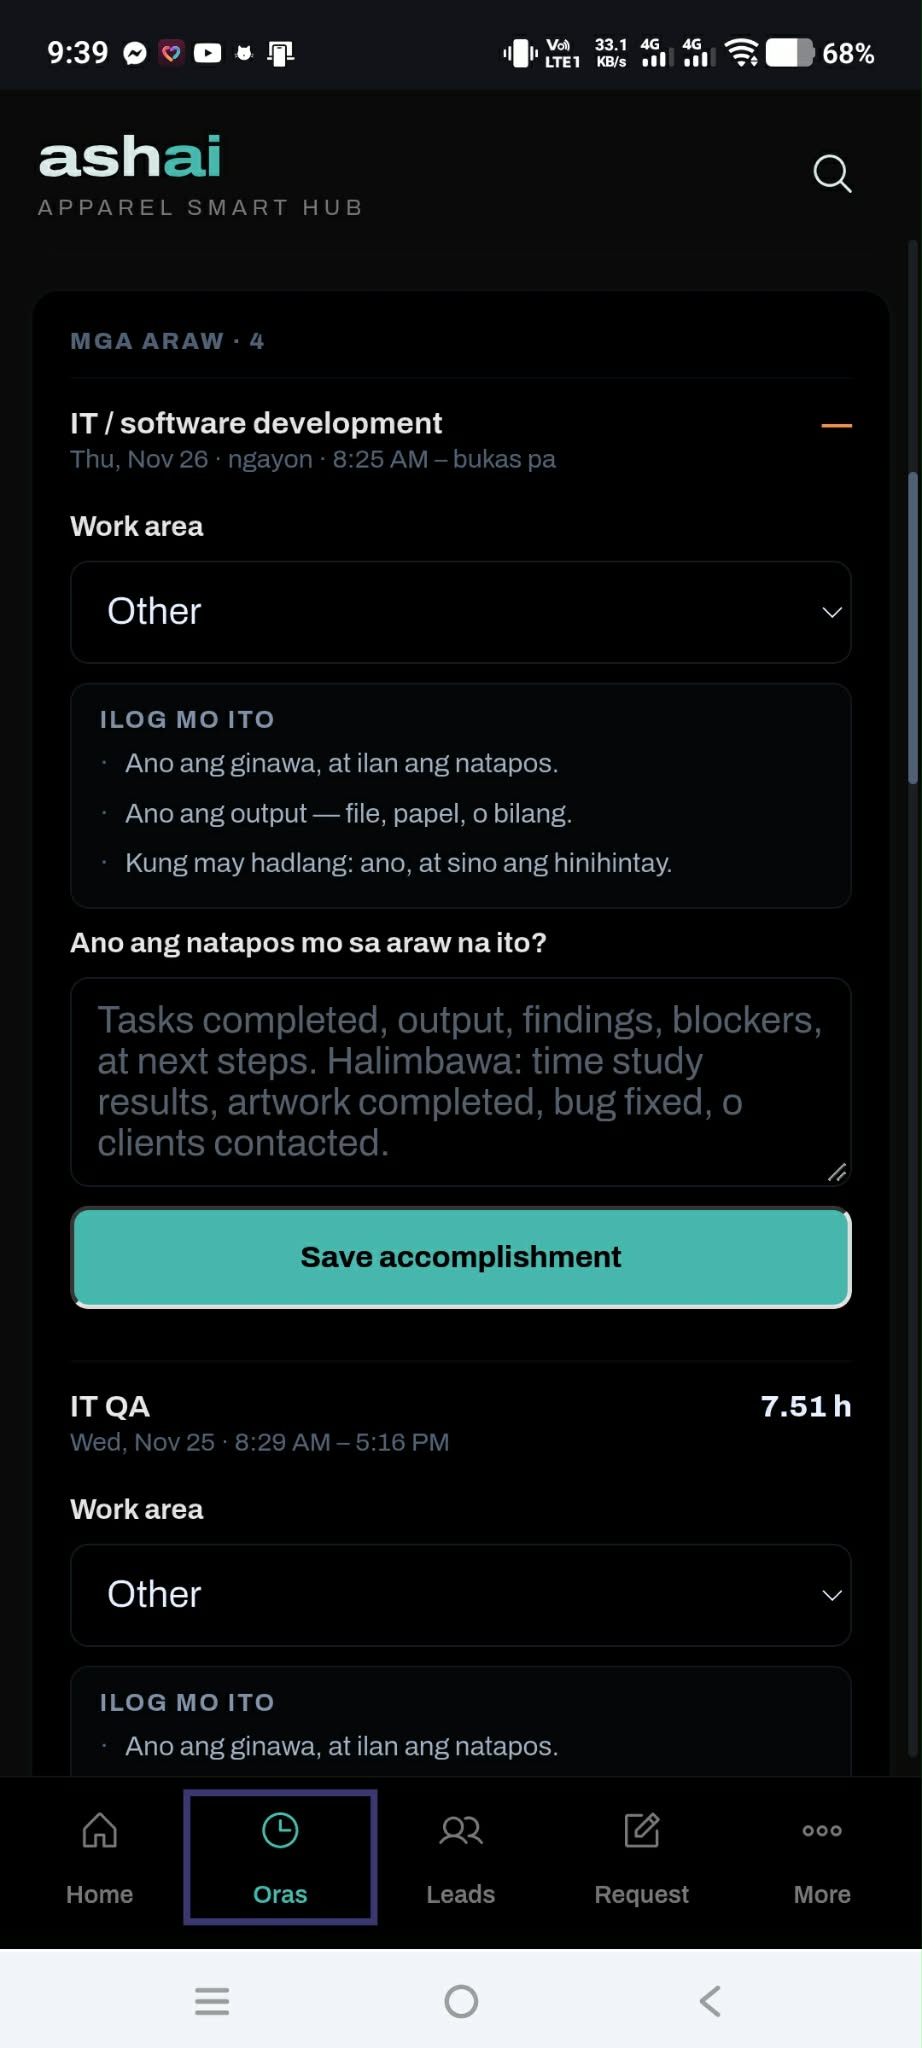 9:39
Vo) LTE1
33.1 KB/s
4G
4G
68%
ashai
APPAREL SMART HUB
MGA ARAW · 4
IT / software development
—
Thu, Nov 26 · ngayon · 8:25 AM – bukas pa
Work area
Other
ILOG MO ITO
· Ano ang ginawa, at ilan ang natapos.
· Ano ang output — file, papel, o bilang.
· Kung may hadlang: ano, at sino ang hinihintay.
Ano ang natapos mo sa araw na ito?
Tasks completed, output, findings, blockers,
at next steps. Halimbawa: time study
results, artwork completed, bug fixed, o
clients contacted.
Save accomplishment
IT QA
7.51 h
Wed, Nov 25 · 8:29 AM – 5:16 PM
Work area
Other
ILOG MO ITO
· Ano ang ginawa, at ilan ang natapos.
Home
Oras
Leads
Request
More